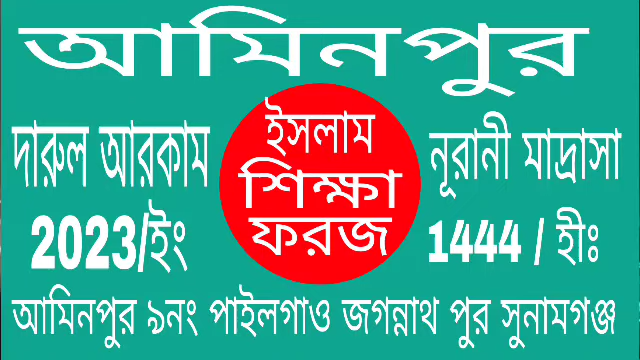 আমিনপুর
দারুল আরকাম
ইসলাম
শিক্ষা
ফরজ
নূরানী মাদ্রাসা
2023/ইং
1444 / হীঃ
আমিনপুর ৯নং পাইলগাও জগন্নাথ পুর সুনামগঞ্জ